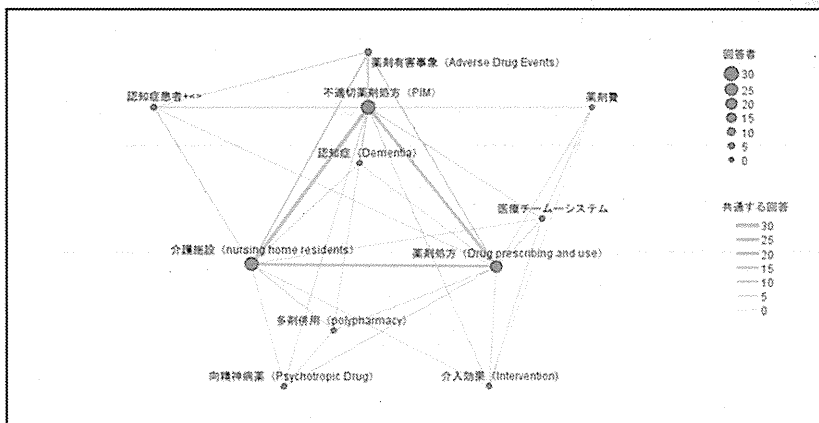 薬剤有害事象（Adverse Drug Events）
認知症患者+<>
不適切薬剤処方（PIM）
薬剤費
認知症（Dementia）
医療チームーシステム
介護施設（nursing home residents）
薬剤処方（Drug prescribing and use）
多剤併用（polypharmacy）
向精神病薬（Psychotropic Drug）
介入効果（Intervention）
回答者
30
25
20
15
10
5
0
共通する回答
30
25
20
15
10
5
0